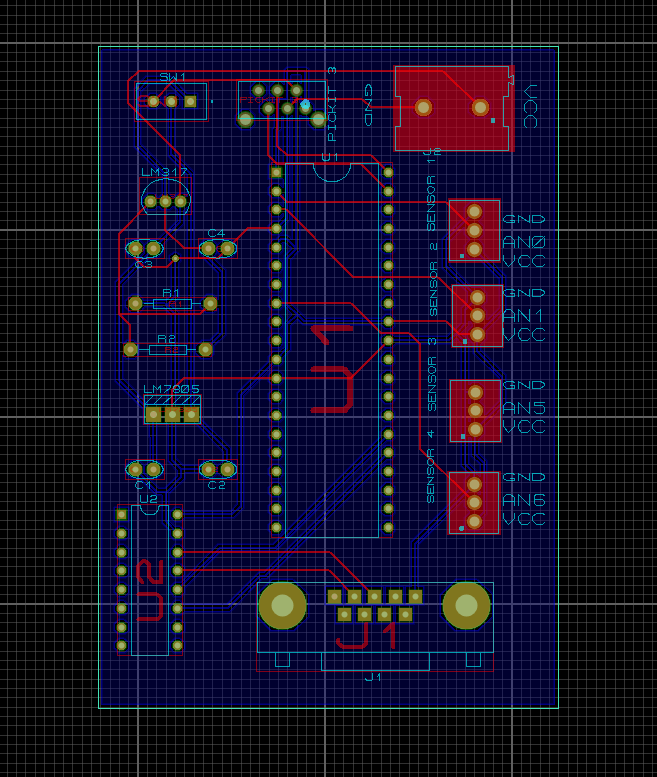 SW1
PICKIT 3
GND
VCC
J2
U1
LM317
SENSOR 1
GND
AN0
VCC
C4
C3
SENSOR 2
GND
AN1
VCC
R1
R2
U1
SENSOR 3
GND
AN5
VCC
LM7805
SENSOR 4
GND
AN6
VCC
C1
C2
U2
U2
J1
J1